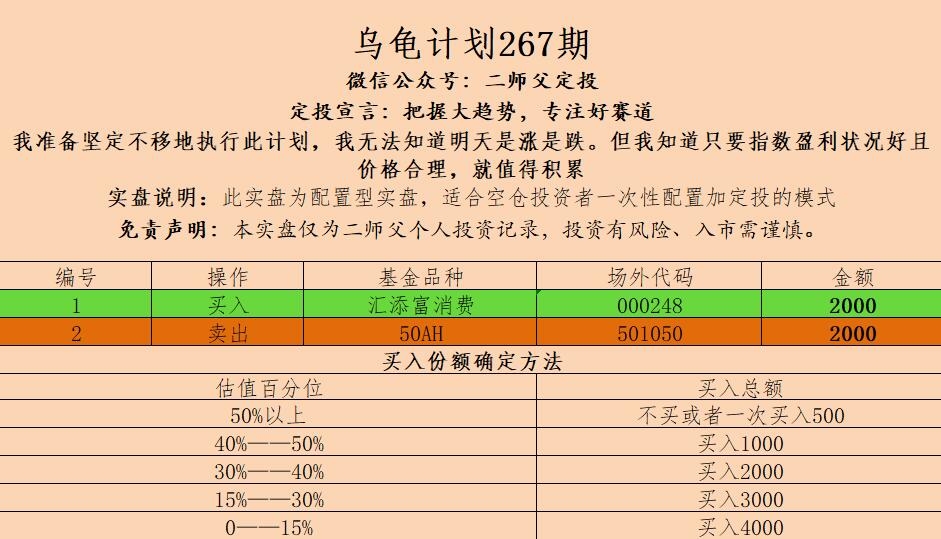 乌龟计划267期
微信公众号：二师父定投
定投宣言：把握大趋势，专注好赛道
我准备坚定不移地执行此计划，我无法知道明天是涨是跌。但我知道只要指数盈利状况好且
价格合理，就值得积累
实盘说明：此实盘为配置型实盘，适合空仓投资者一次性配置加定投的模式
免责声明：本实盘仅为二师父个人投资记录，投资有风险、入市需谨慎。
编号 操作 基金品种 场外代码 金额
1 买入 汇添富消费 000248 2000
2 卖出 50AH 501050 2000
买入份额确定方法
估值百分位 买入总额
50%以上 不买或者一次买入500
40%——50% 买入1000
30%——40% 买入2000
15%——30% 买入3000
0——15% 买入4000